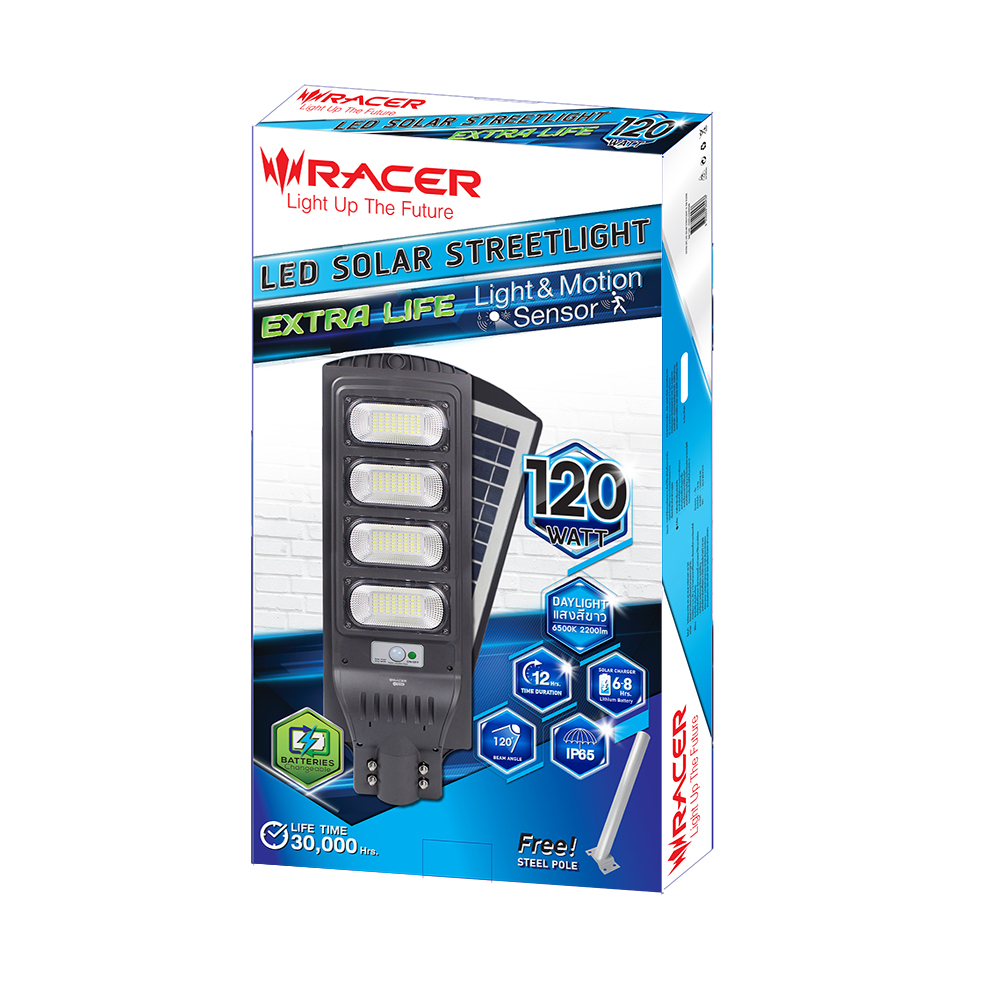 RACER
Light Up The Future
LED SOLAR STREETLIGHT
EXTRA LIFE
120
WATT
RACER
Light Up The Future
LED SOLAR STREETLIGHT
EXTRA LIFE
Light & Motion
Sensor
120
WATT
DAYLIGHT
แสงสีขาว
6500K 2200lm
12 Hrs.
TIME DURATION
SOLAR CHARGER
6-8
Hrs.
Lithium Battery
120°
BEAM ANGLE
IP65
RACER
ON/OFF
BATTERIES
Changeable
LIFE TIME
30,000 Hrs.
Free!
STEEL POLE
RACER
Light Up The Future